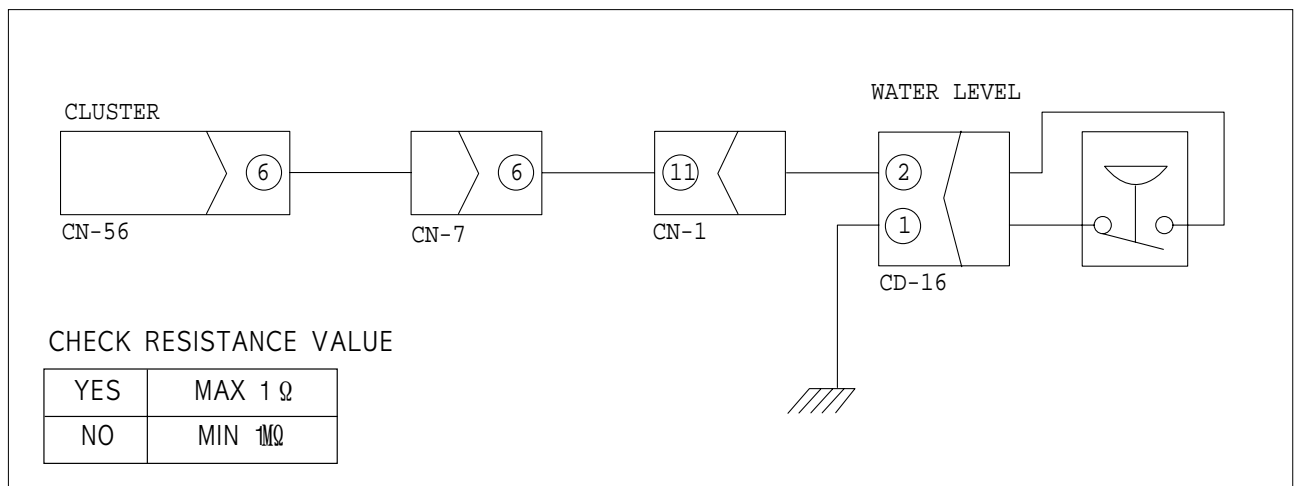 WATER LEVEL
CLUSTER
6
6
11
2
1
CN-56
CN-7
CN-1
CD-16
CHECK RESISTANCE VALUE
YES MAX 1 Ω
NO MIN 1MΩ